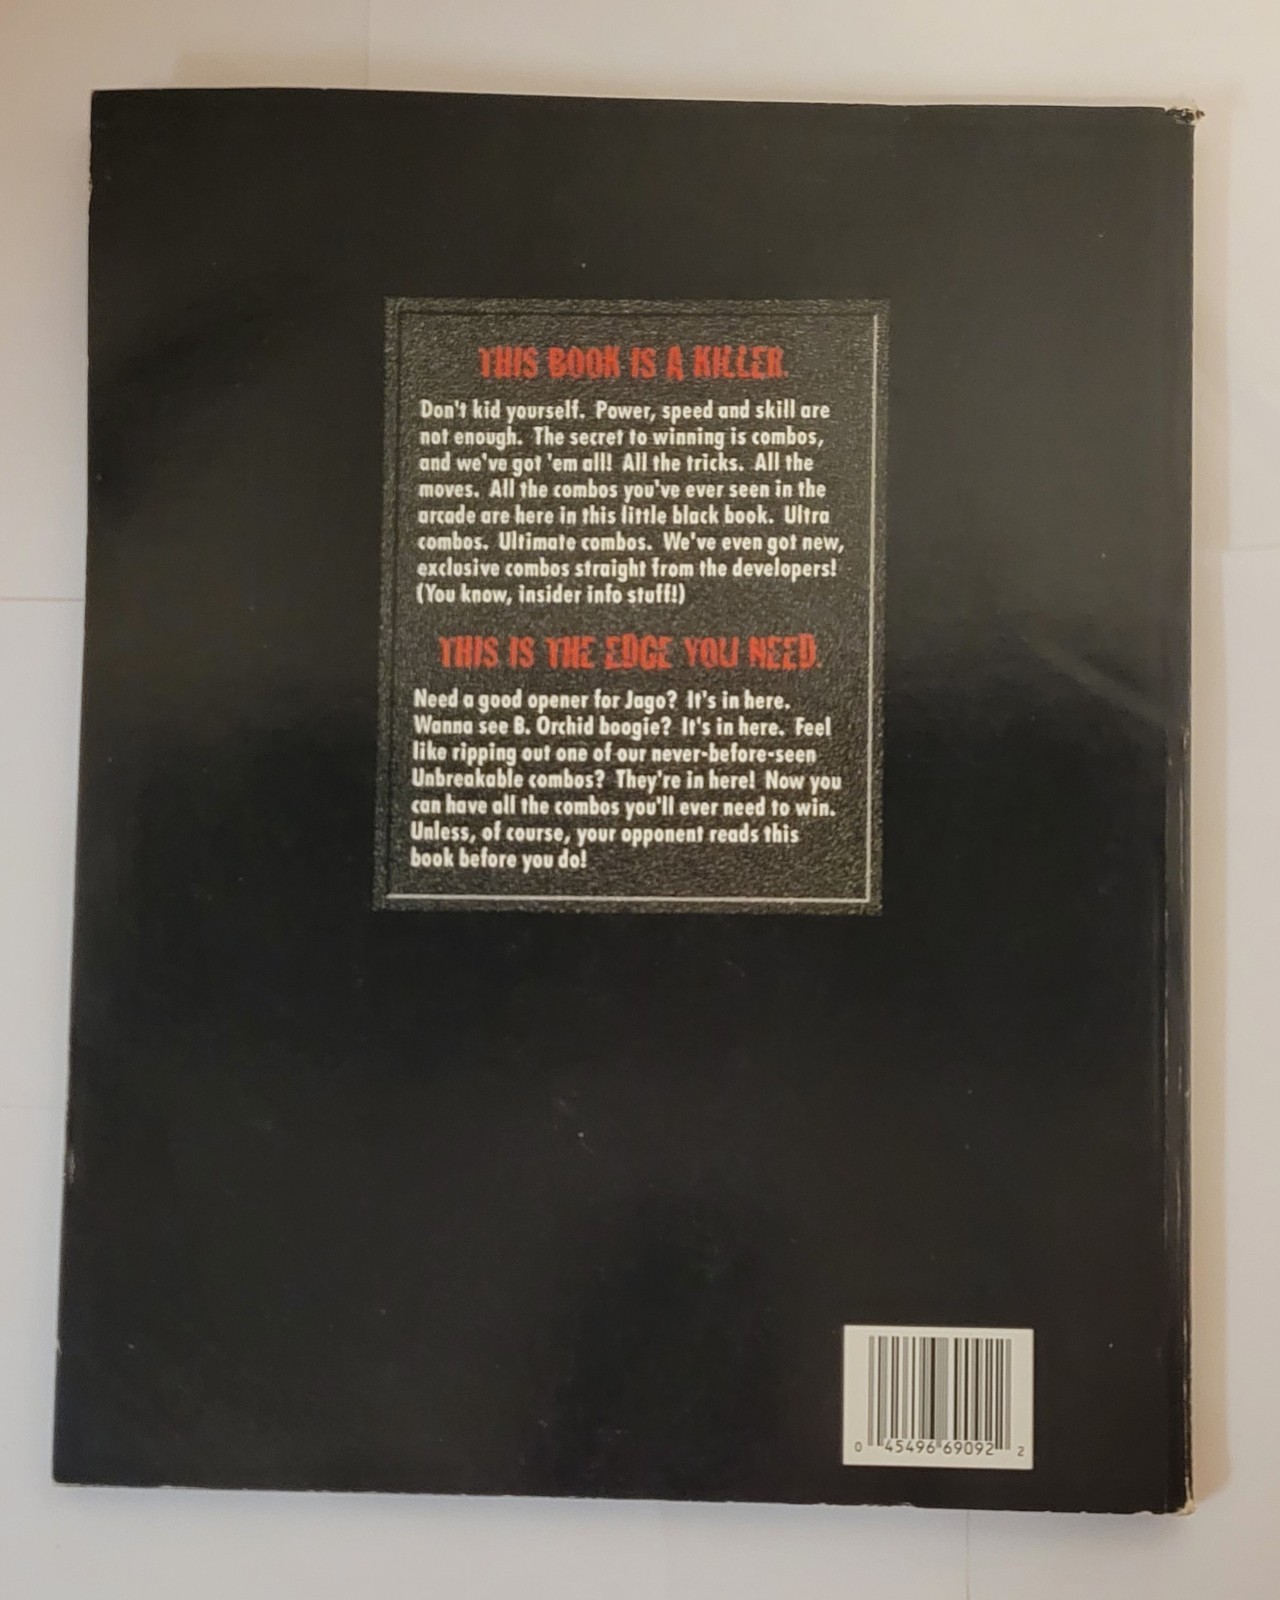 THIS BOOK IS A KILLER.
Don't kid yourself. Power, speed and skill are
not enough. The secret to winning is combos,
and we've got 'em all! All the tricks. All the
moves. All the combos you've ever seen in the
arcade are here in this little black book. Ultra
combos. Ultimate combos. We've even got new,
exclusive combos straight from the developers!
(You know, insider info stuff!)
THIS IS THE EDGE YOU NEED.
Need a good opener for Jago? It's in here.
Wanna see B. Orchid boogie? It's in here. Feel
like ripping out one of our never-before-seen
Unbreakable combos? They're in here! Now you
can have all the combos you'll ever need to win.
Unless, of course, your opponent reads this
book before you do!
0 45496 69092 2